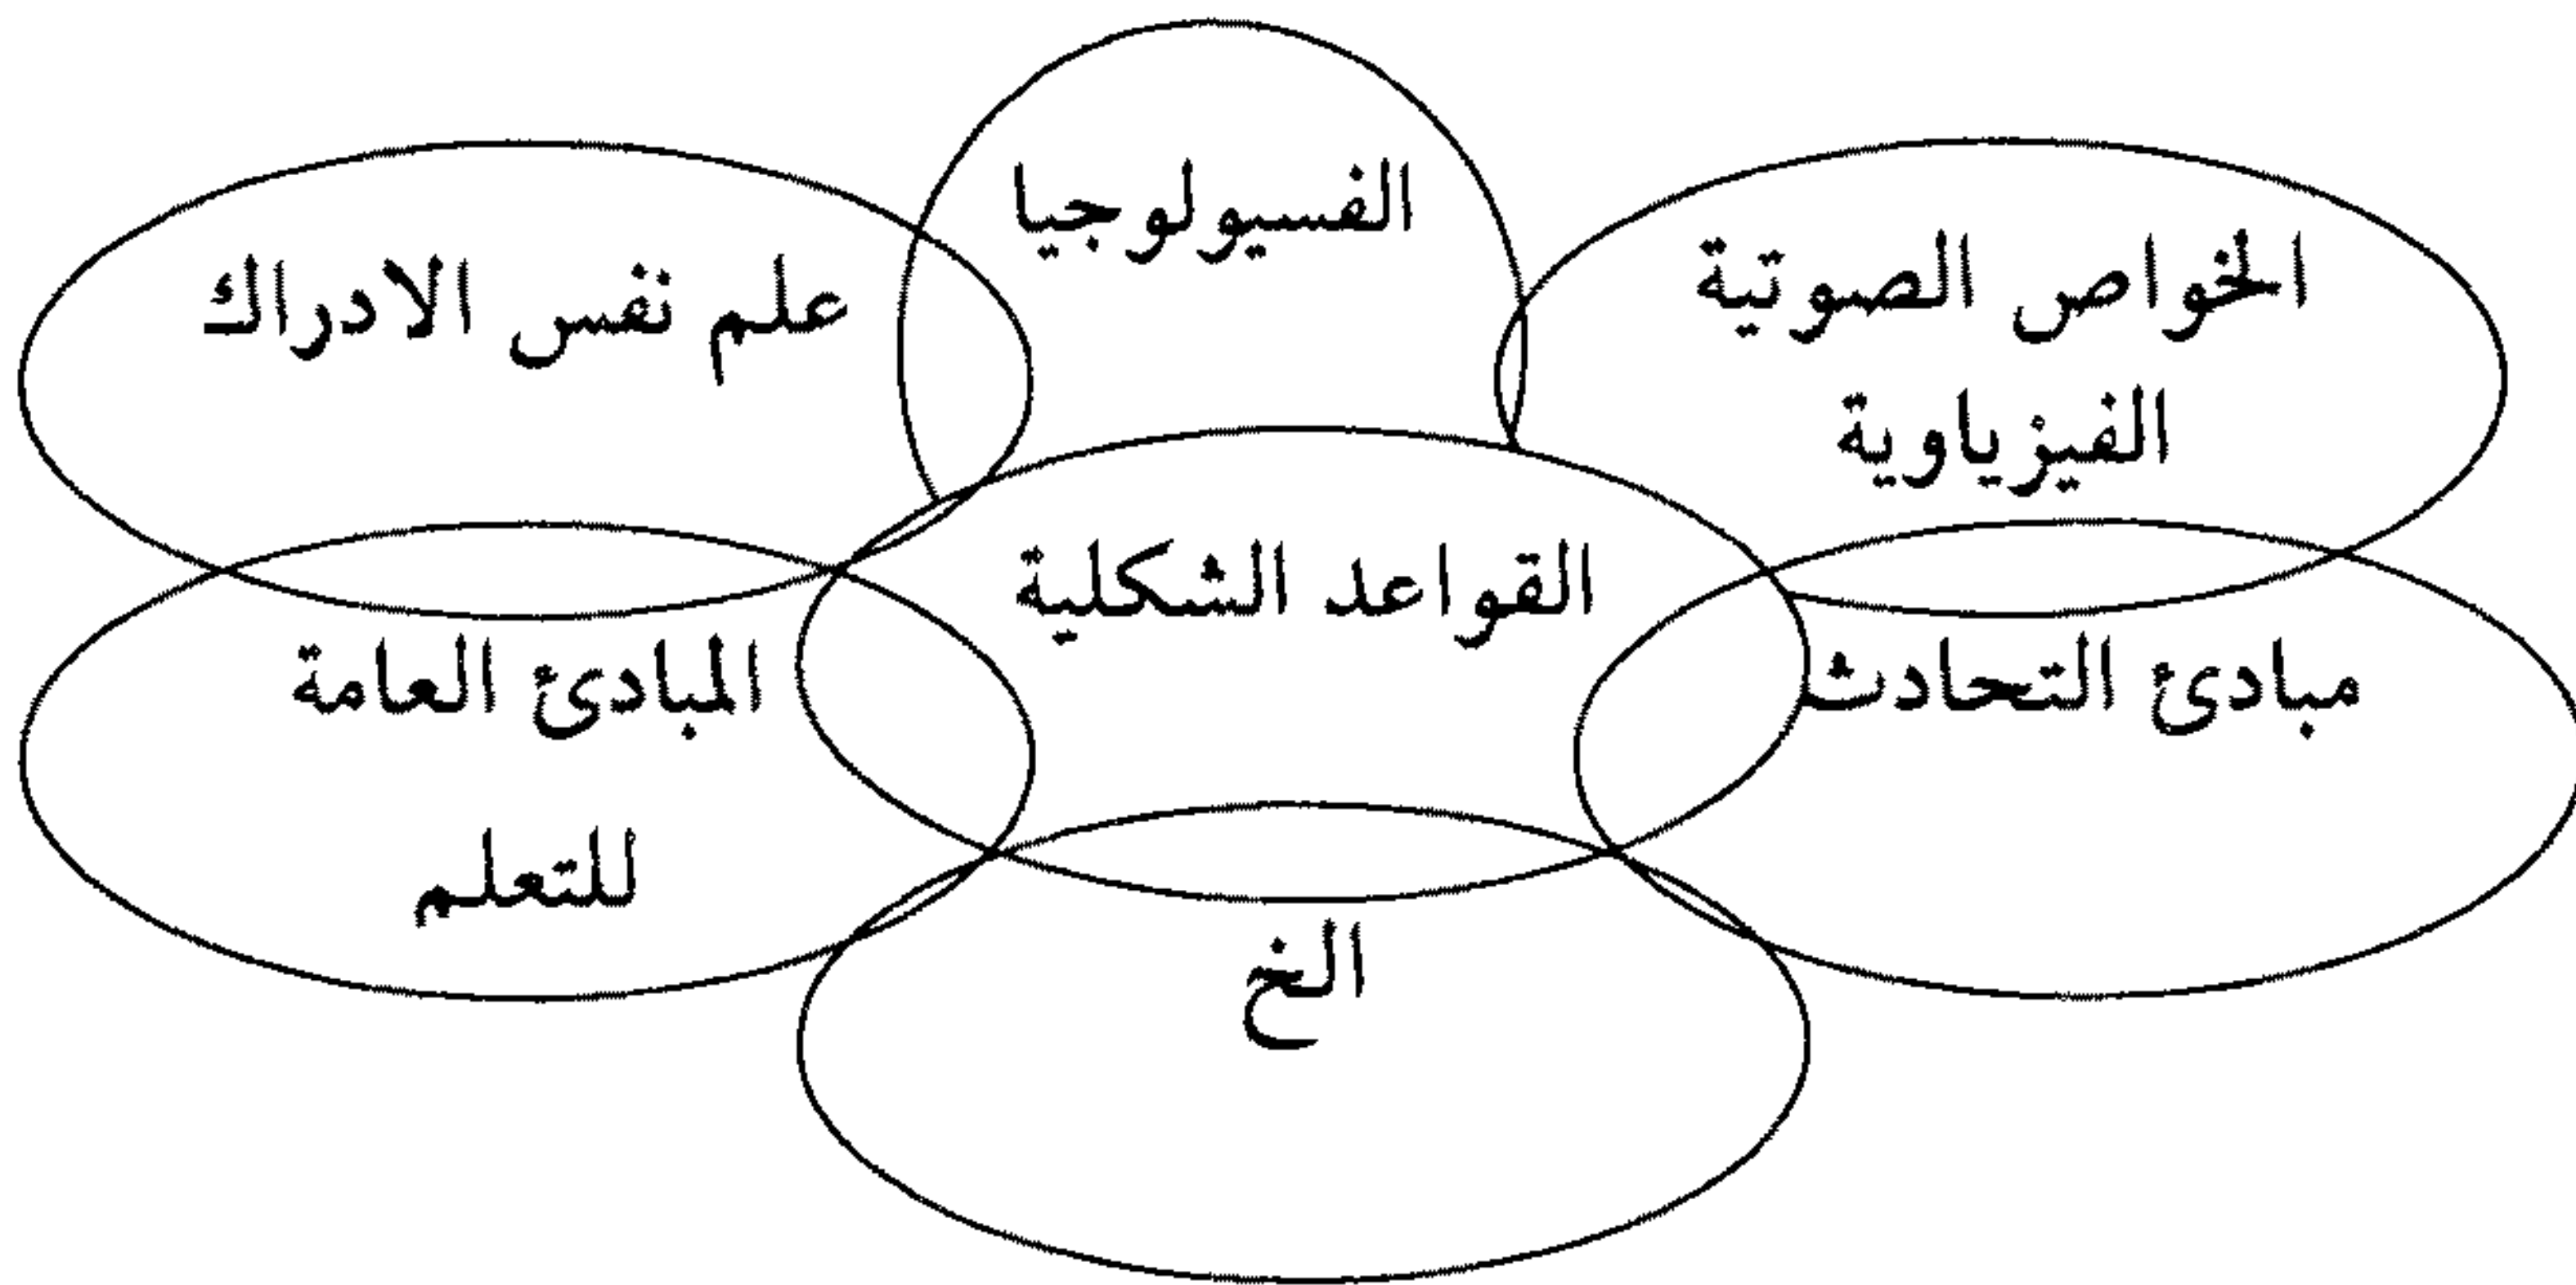 الفسيولوجيا
الخواص الصوتية
الفيزياوية
علم نفس الادراك
القواعد الشكلية
مبادئ التحادث
المبادئ العامة
للتعلم
الخ